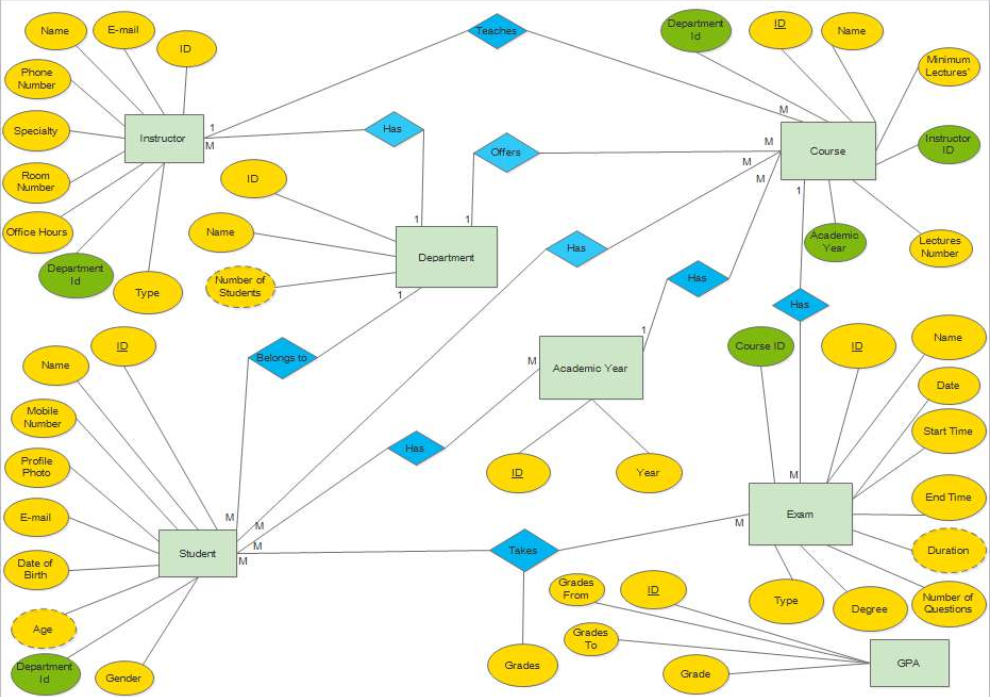 Name
E-mail
ID
Teaches
Department
Id
ID
Name
Phone
Number
Minimum
Lectures'
Specialty
Instructor
1
M
Has
Offers
M
M
M
M
Course
Instructor
ID
1
Room
Number
ID
Office Hours
Name
1
1
Has
Academic
Year
Lectures
Number
Department
Id
Type
Number of
Students
Department
1
Has
Has
ID
Name
Belongs to
1
M
Academic Year
Course ID
ID
Name
Date
Mobile
Number
Start Time
Profile
Photo
Has
ID
Year
M
End Time
E-mail
M
M
M
M
Student
Exam
M
Takes
Duration
Date of
Birth
Grades
From
ID
Type
Degree
Number of
Questions
Age
Grades
To
Department
Id
Gender
Grades
Grade
GPA